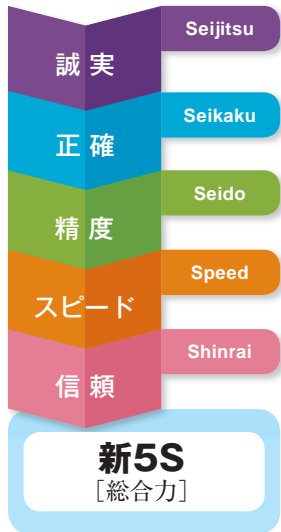 誠実
Seijitsu
正確
Seikaku
精度
Seido
スピード
Speed
信頼
Shinrai
新5S
［総合力］